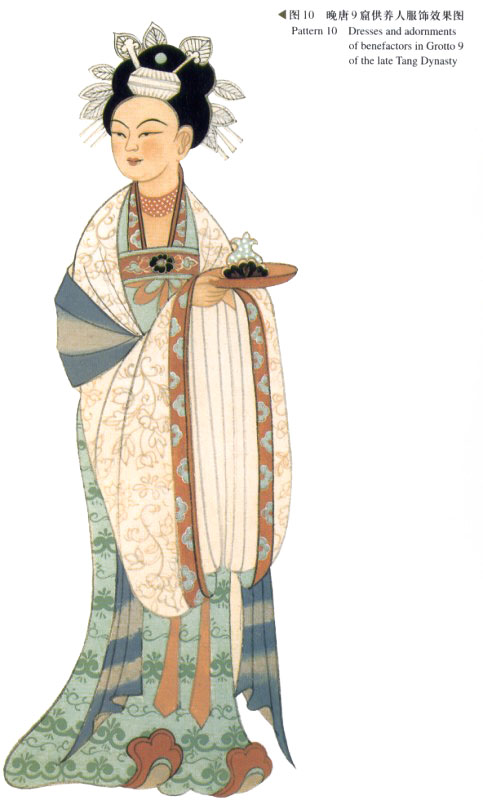 ◀图10 晚唐9窟供养人服饰效果图
Pattern 10 Dresses and adornments
of benefactors in Grotto 9
of the late Tang Dynasty